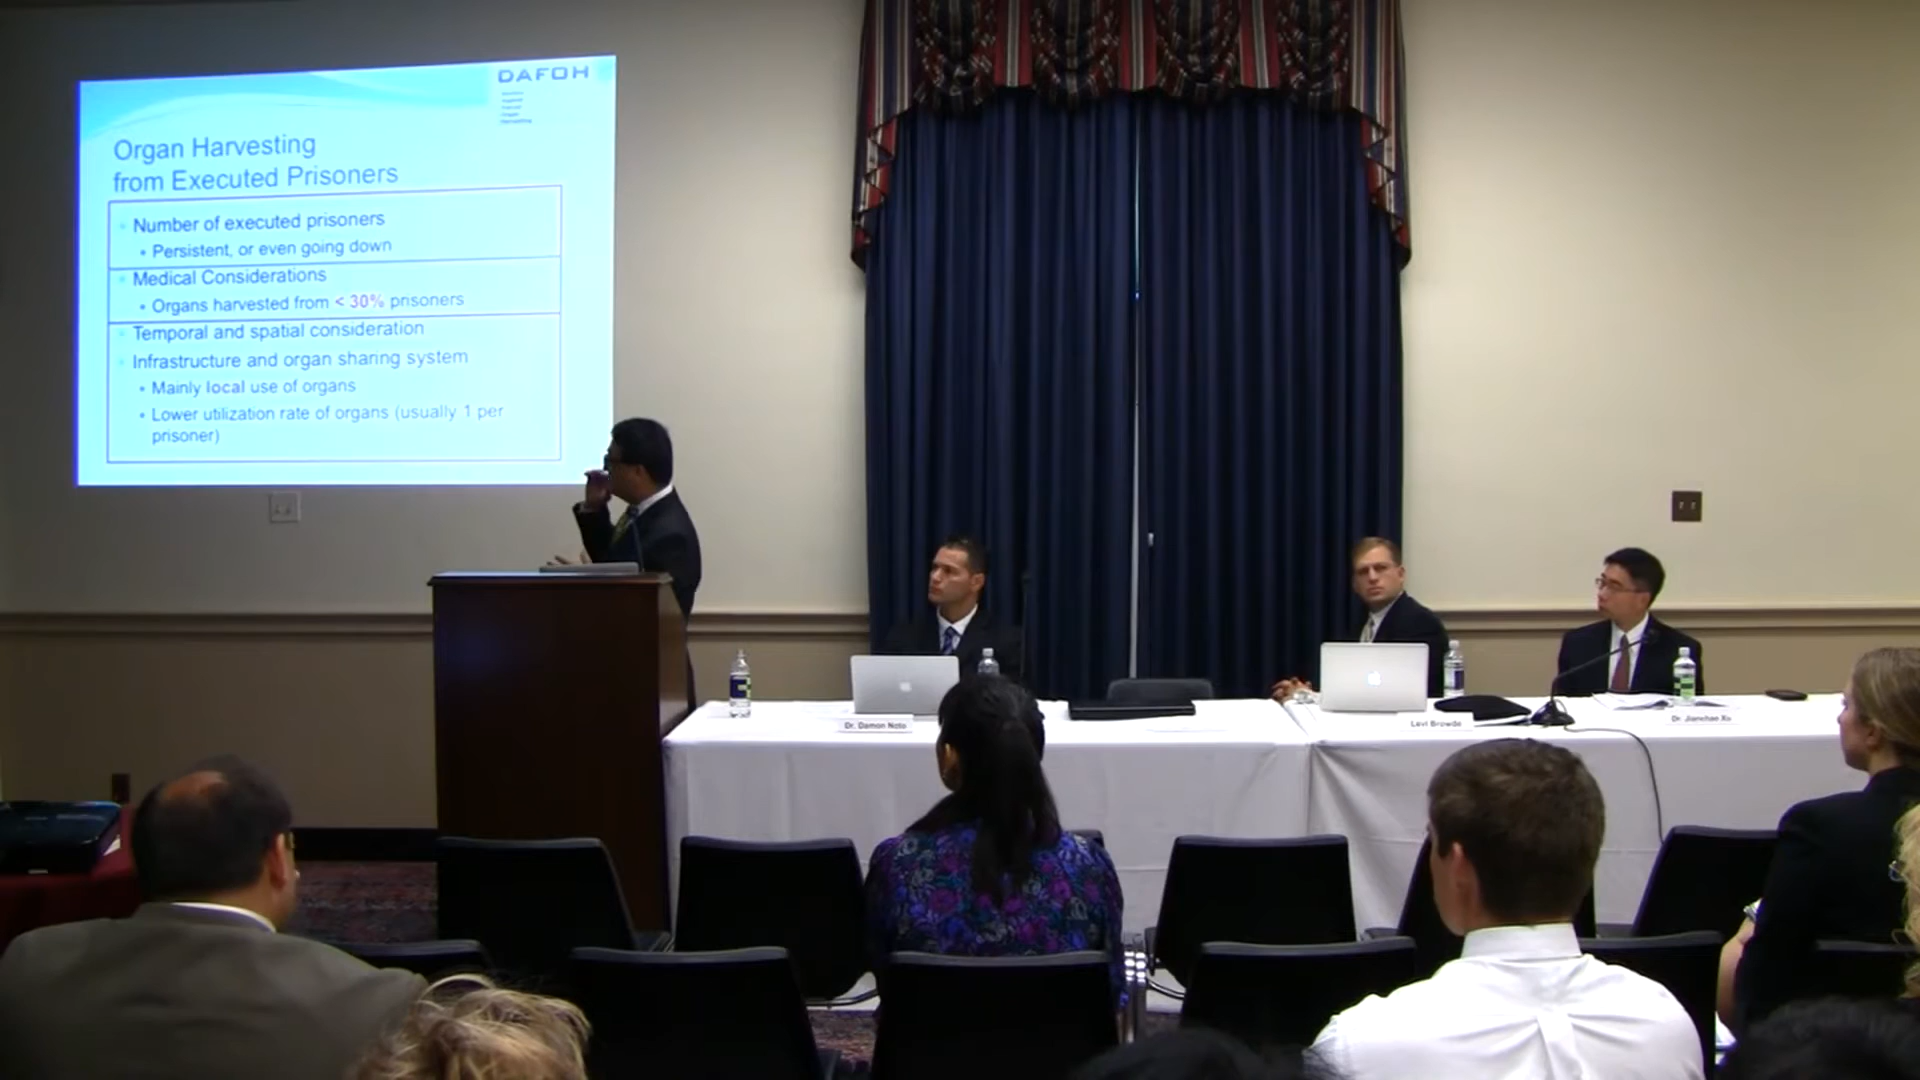 DAFOH
Organ Harvesting
from Executed Prisoners
Number of executed prisoners
• Persistent, or even going down
Medical Considerations
• Organs harvested from < 30% prisoners
Temporal and spatial consideration
Infrastructure and organ sharing system
• Mainly local use of organs
• Lower utilization rate of organs (usually 1 per
prisoner)
Dr. Damon Noto
Levi Browde
Dr. Jianchao Xu